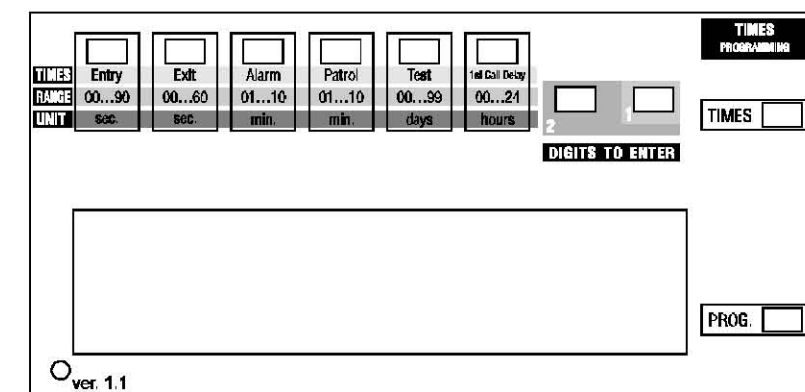 TIMES
PROGRAMMING
TIMES Entry Exit Alarm Patrol Test 1st Call Delay
RANGE 00...90 00...60 01...10 01...10 00...99 00...24
UNIT sec. sec. min. min. days hours
2 1
DIGITS TO ENTER
TIMES
PROG.
ver. 1.1